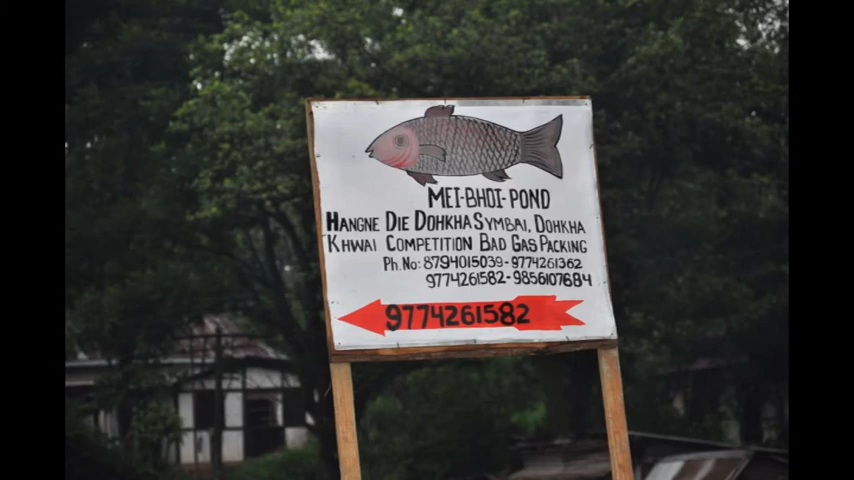 MEI-BHOI-POND
HANGNE DIE DOHKHA SYMBAI, DOHKHA
KHWAI COMPETITION BAD GAS PACKING
PH. NO: 8794015039-9774261362
9774261582-9856107684
9774261582